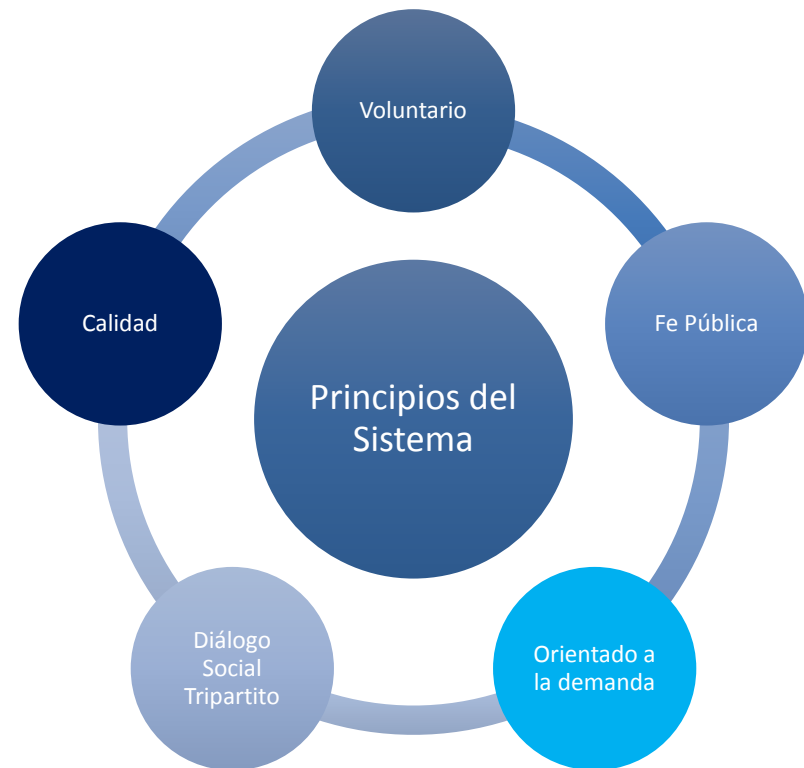 Voluntario
Fe Pública
Orientado a
la demanda
Diálogo
Social
Tripartito
Calidad
Principios del
Sistema